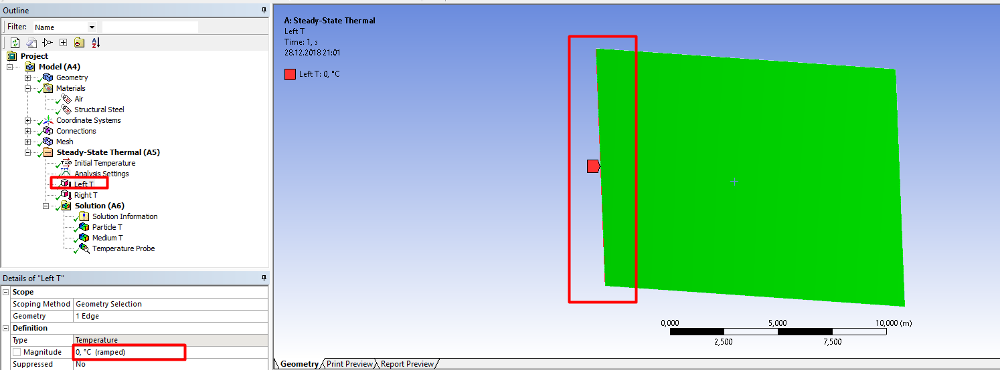 Outline
Filter: Name
Project
Model (A4)
Geometry
Materials
Air
Structural Steel
Coordinate Systems
Connections
Mesh
Steady-State Thermal (A5)
T=0 Initial Temperature
Analysis Settings
Left T
Right T
Solution (A6)
Solution Information
Particle T
Medium T
Temperature Probe
Details of "Left T"
Scope
Scoping Method Geometry Selection
Geometry 1 Edge
Definition
Type Temperature
Magnitude 0, °C (ramped)
Suppressed No
A: Steady-State Thermal
Left T
Time: 1, s
28.12.2018 21:01
Left T: 0, °C
0,000 5,000 10,000 (m)
2,500 7,500
Geometry Print Preview Report Preview